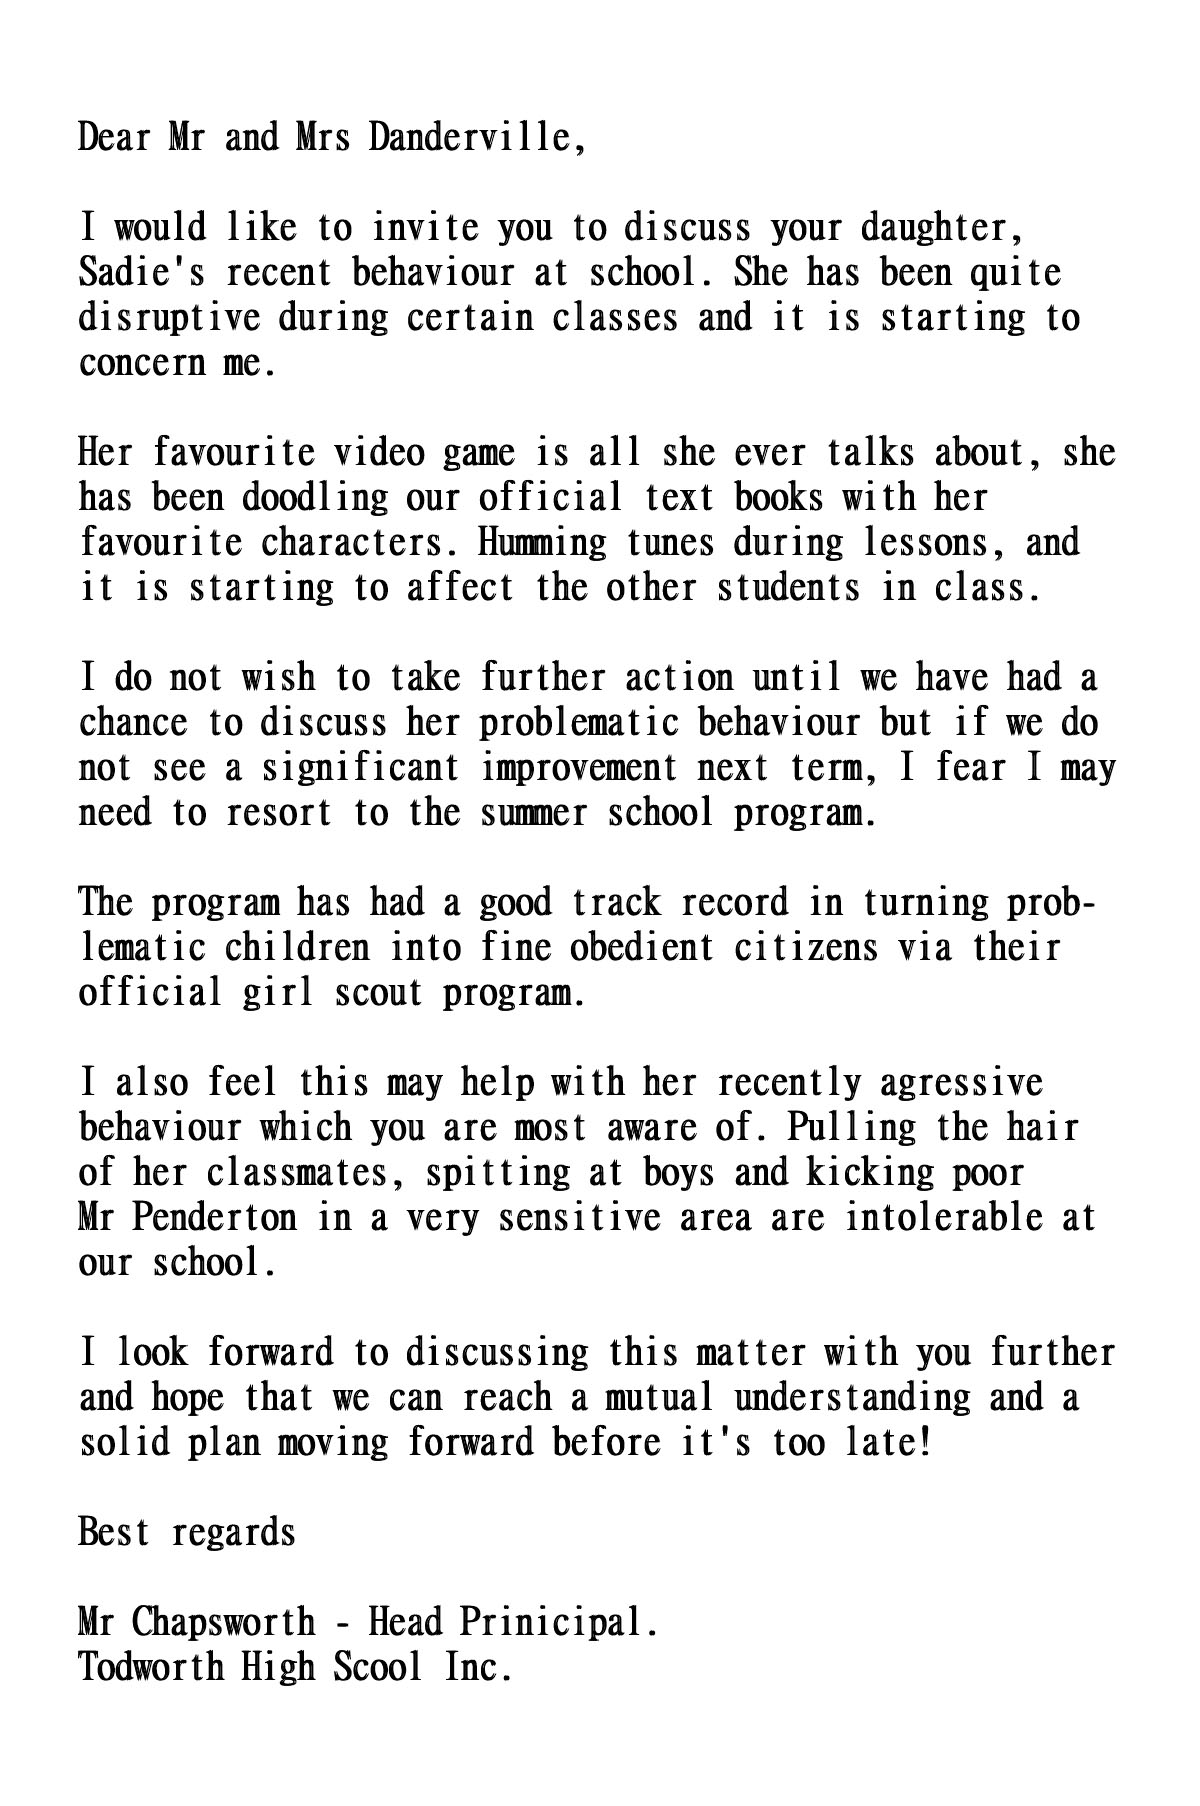 Dear Mr and Mrs Danderville,
I would like to invite you to discuss your daughter,
Sadie's recent behaviour at school. She has been quite
disruptive during certain classes and it is starting to
concern me.
Her favourite video game is all she ever talks about, she
has been doodling our official text books with her
favourite characters. Humming tunes during lessons, and
it is starting to affect the other students in class.
I do not wish to take further action until we have had a
chance to discuss her problematic behaviour but if we do
not see a significant improvement next term, I fear I may
need to resort to the summer school program.
The program has had a good track record in turning prob-
lematic children into fine obedient citizens via their
official girl scout program.
I also feel this may help with her recently agressive
behaviour which you are most aware of. Pulling the hair
of her classmates, spitting at boys and kicking poor
Mr Penderton in a very sensitive area are intolerable at
our school.
I look forward to discussing this matter with you further
and hope that we can reach a mutual understanding and a
solid plan moving forward before it's too late!
Best regards
Mr Chapsworth - Head Prinicipal.
Todworth High Scool Inc.